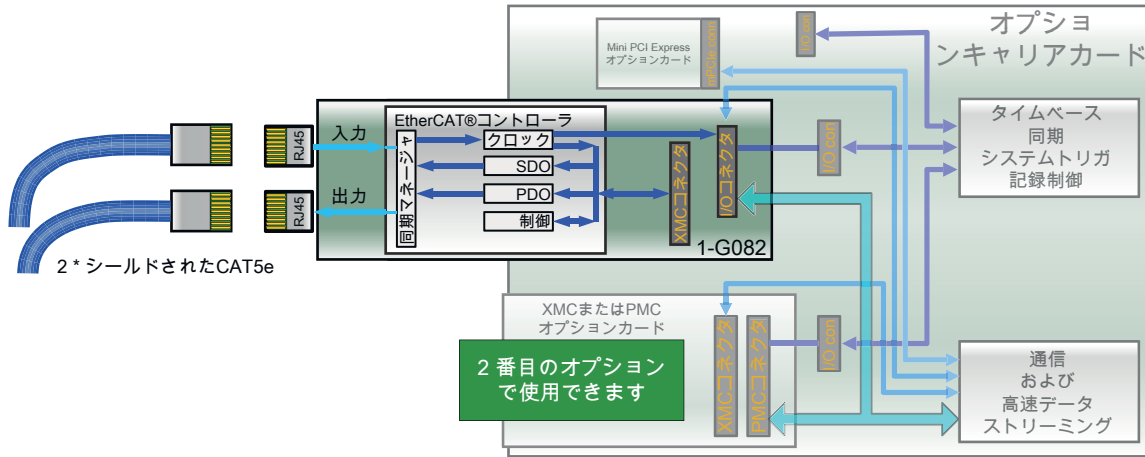 オプショ
ンキャリアカード
I/O con
Mini PCI Express
オプションカード
mPCIe conn
EtherCAT®コントローラ
入力
RJ45
同期マネージャ
クロック
SDO
PDO
制御
出力
RJ45
XMCコネクタ
I/Oコネクタ
I/O con
1-G082
タイムベース
同期
システムトリガ
記録制御
2 * シールドされたCAT5e
XMCまたはPMC
オプションカード
2 番目のオプション
で使用できます
XMCコネクタ
PMCコネクタ
I/O con
通信
および
高速データ
ストリーミング